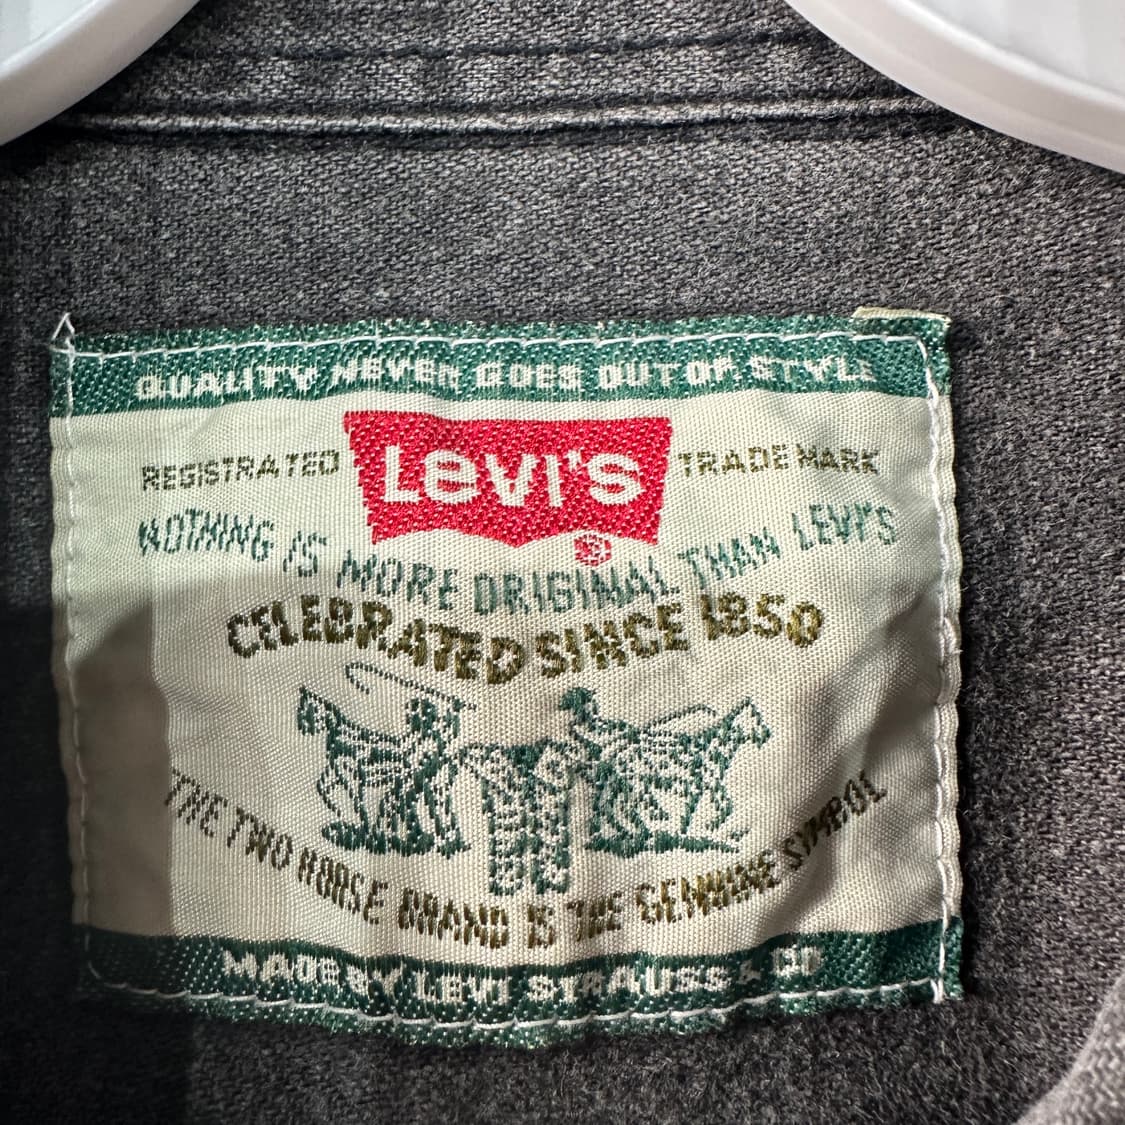 QUALITY NEVER GOES OUT OF STYLE
REGISTRATED Levi's TRADE MARK
®
NOTHING IS MORE ORIGINAL THAN LEVI'S
CELEBRATED SINCE 1850
THE TWO HORSE BRAND IS THE GENUINE SYMBOL
MADE BY LEVI STRAUSS & CO